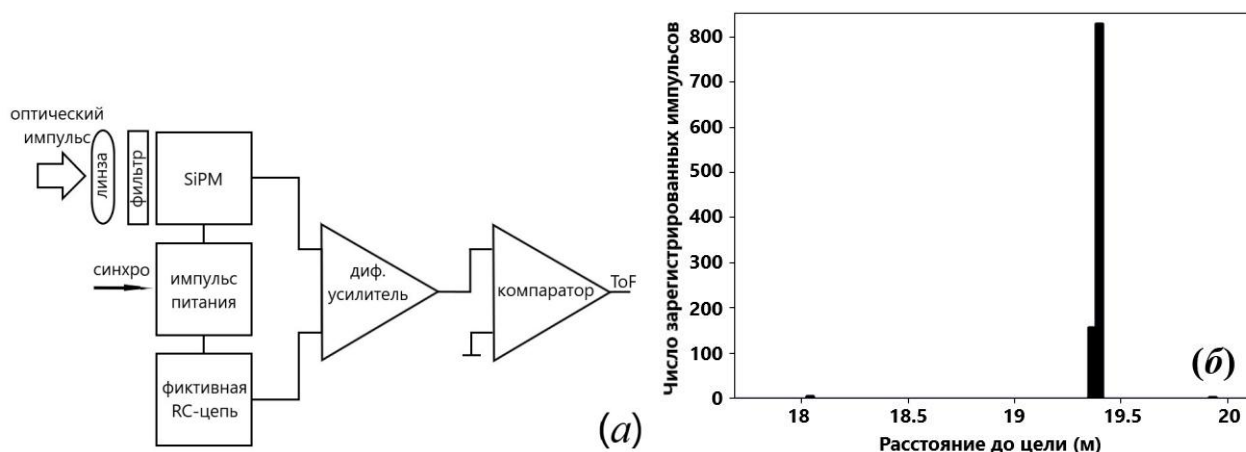 оптический
импульс
линза
фильтр
SiPM
синхро
импульс
питания
фиктивная
RC-цепь
диф.
усилитель
компаратор
ToF
(а)
Число зарегистрированных импульсов
800
700
600
500
400
300
200
100
0
18
18.5
19
19.5
20
Расстояние до цели (м)
(б)